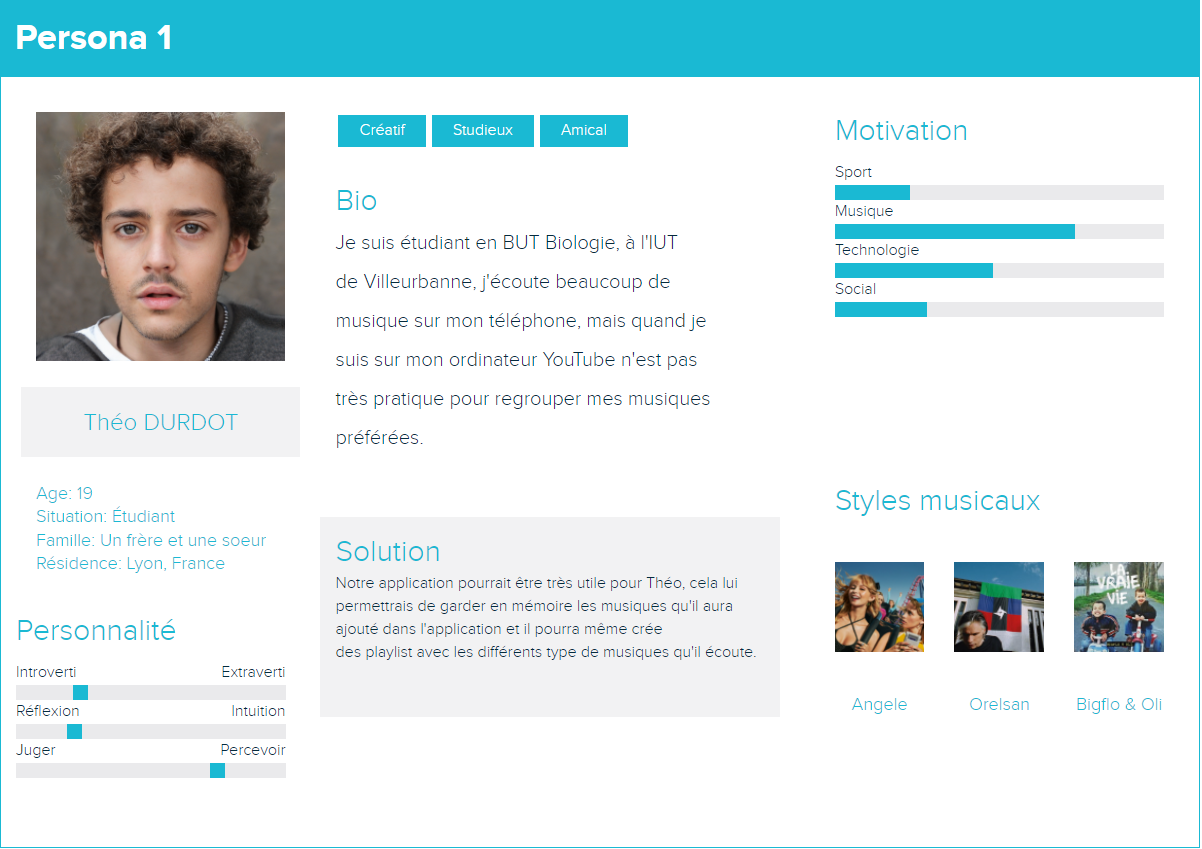 Persona 1
Théo DURDOT
Age: 19
Situation: Étudiant
Famille: Un frère et une soeur
Résidence: Lyon, France
Personnalité
Introverti Extraverti
Réflexion Intuition
Juger Percevoir
Créatif Studieux Amical
Bio
Je suis étudiant en BUT Biologie, à l'IUT
de Villeurbanne, j'écoute beaucoup de
musique sur mon téléphone, mais quand je
suis sur mon ordinateur YouTube n'est pas
très pratique pour regrouper mes musiques
préférées.
Solution
Notre application pourrait être très utile pour Théo, cela lui
permettrais de garder en mémoire les musiques qu'il aura
ajouté dans l'application et il pourra même crée
des playlist avec les différents type de musiques qu'il écoute.
Motivation
Sport
Musique
Technologie
Social
Styles musicaux
LA
VRAIE
VIE
Angele Orelsan Bigflo & Oli